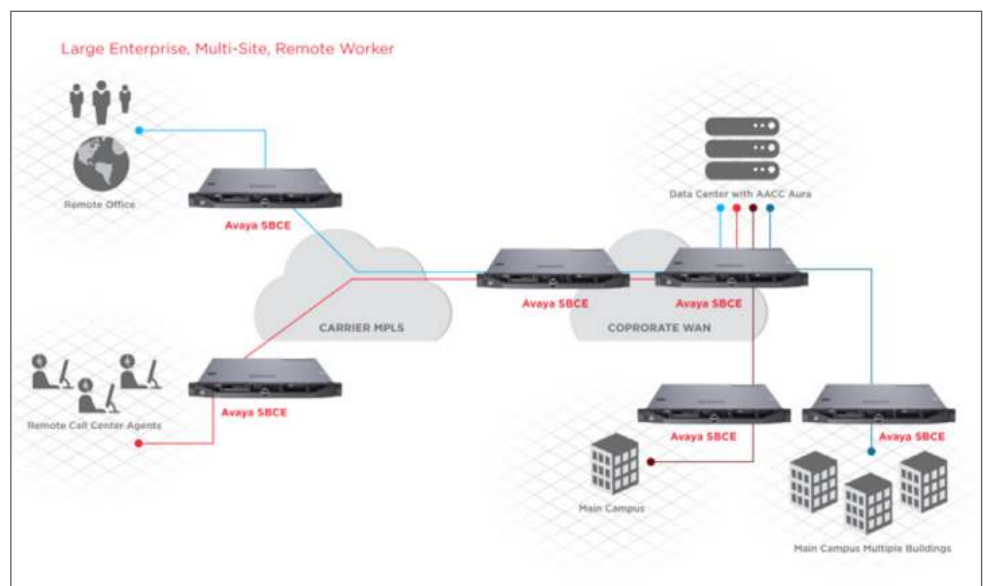 Large Enterprise, Multi-Site, Remote Worker
Remote Office
Avaya SBCE
Data Center with AACC Aura
Avaya SBCE
Avaya SBCE
CARRIER MPLS
COPRORATE WAN
Avaya SBCE
Remote Call Center Agents
Avaya SBCE
Avaya SBCE
Main Campus
Main Campus Multiple Buildings